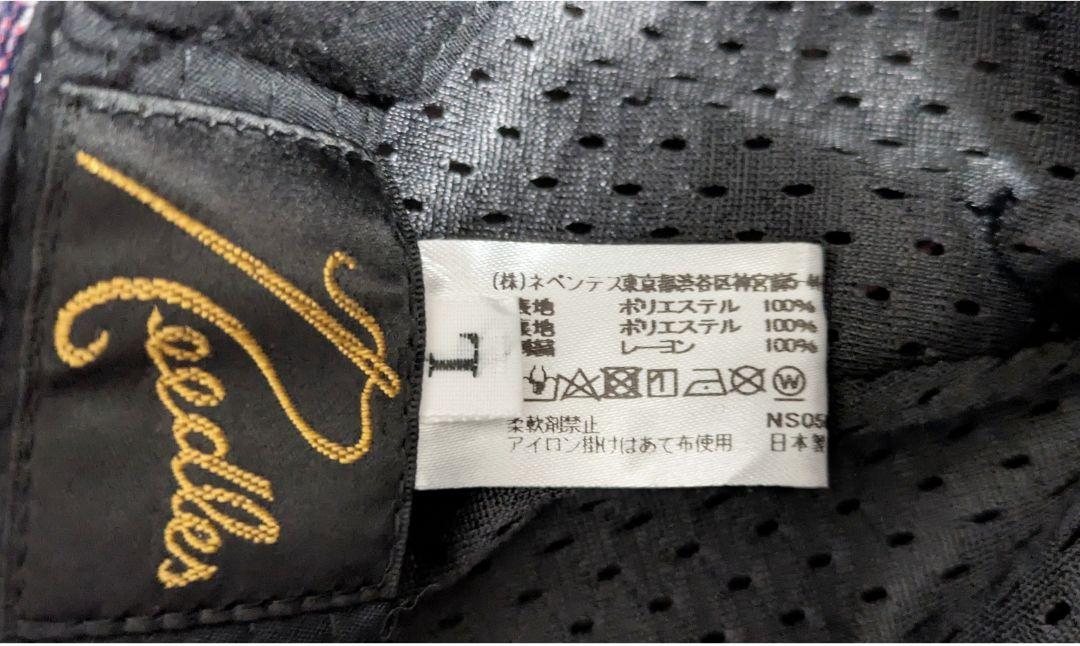 Needles
L
(株)ネペンテス東京都渋谷区神宮前5-
表地 ポリエステル 100%
裏地 ポリエステル 100%
レーヨン 100%
柔軟剤禁止 NS05
アイロン掛けはあて布使用 日本製